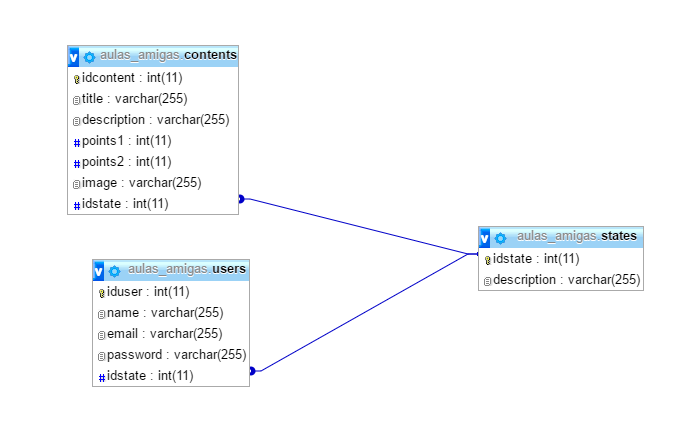 v aulas_amigas.contents
idcontent : int(11)
title : varchar(255)
description : varchar(255)
# points1 : int(11)
# points2 : int(11)
image : varchar(255)
# idstate : int(11)
v aulas_amigas.states
idstate : int(11)
description : varchar(255)
v aulas_amigas.users
iduser : int(11)
name : varchar(255)
email : varchar(255)
password : varchar(255)
# idstate : int(11)